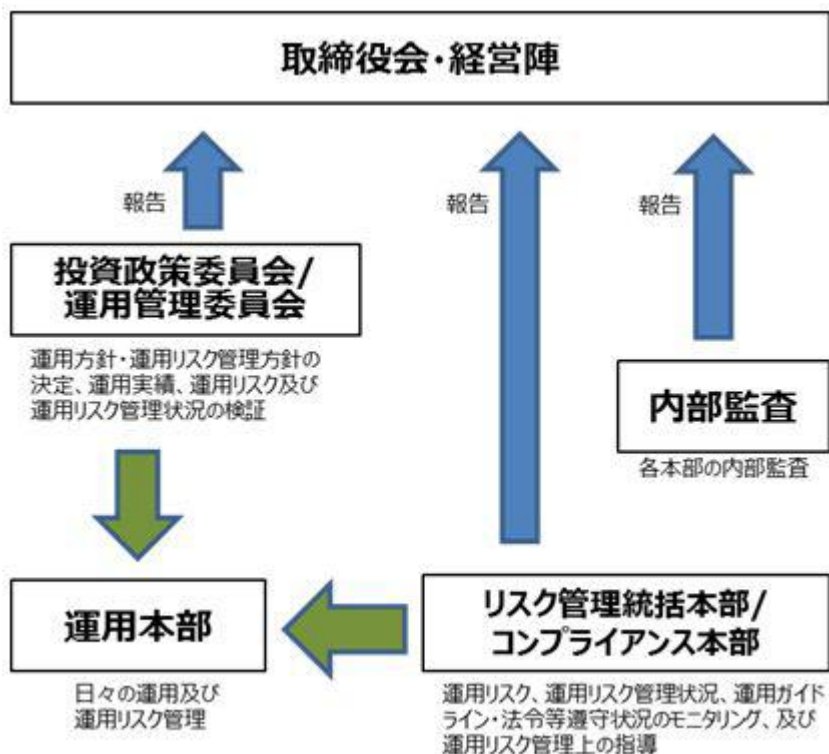 取締役会・経営陣
報告
報告
報告
投資政策委員会/
運用管理委員会
運用方針・運用リスク管理方針の
決定、運用実績、運用リスク及び
運用リスク管理状況の検証
内部監査
各本部の内部監査
運用本部
日々の運用及び
運用リスク管理
リスク管理統括本部/
コンプライアンス本部
運用リスク、運用リスク管理状況、運用ガイド
ライン・法令等遵守状況のモニタリング、及び
運用リスク管理上の指導